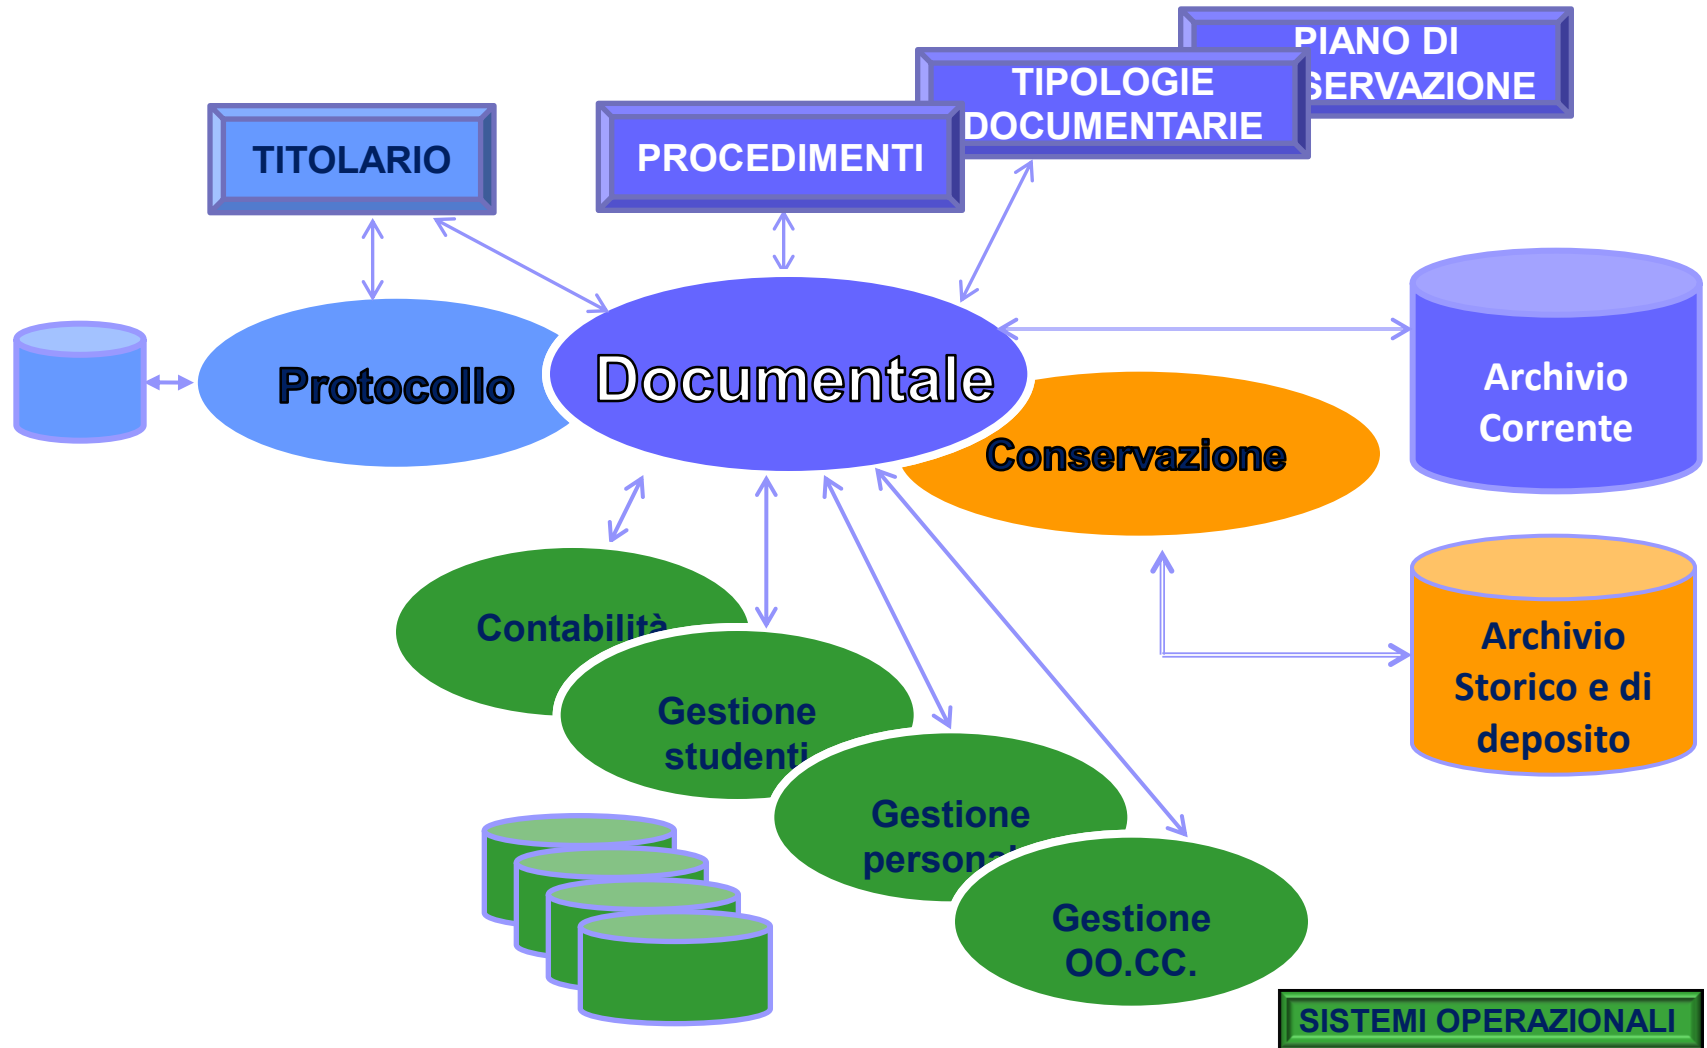 PIANO DI
SERVAZIONE
TIPOLOGIE
DOCUMENTARIE
PROCEDIMENTI
TITOLARIO
Protocollo
Documentale
Conservazione
Archivio
Corrente
Archivio
Storico e di
deposito
Contabilità
Gestione
studenti
Gestione
personal
Gestione
OO.CC.
SISTEMI OPERAZIONALI